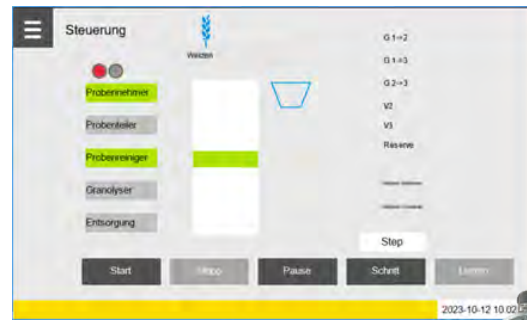 Steuerung
Weizen
G 1->2
G 1->3
G 2->3
V2
V3
Reserve
Probennehmer
Probenteiler
Probenreiniger
Granolyser
Entsorgung
Step
Start
Stopp
Pause
Schritt
2023-10-12 10:02